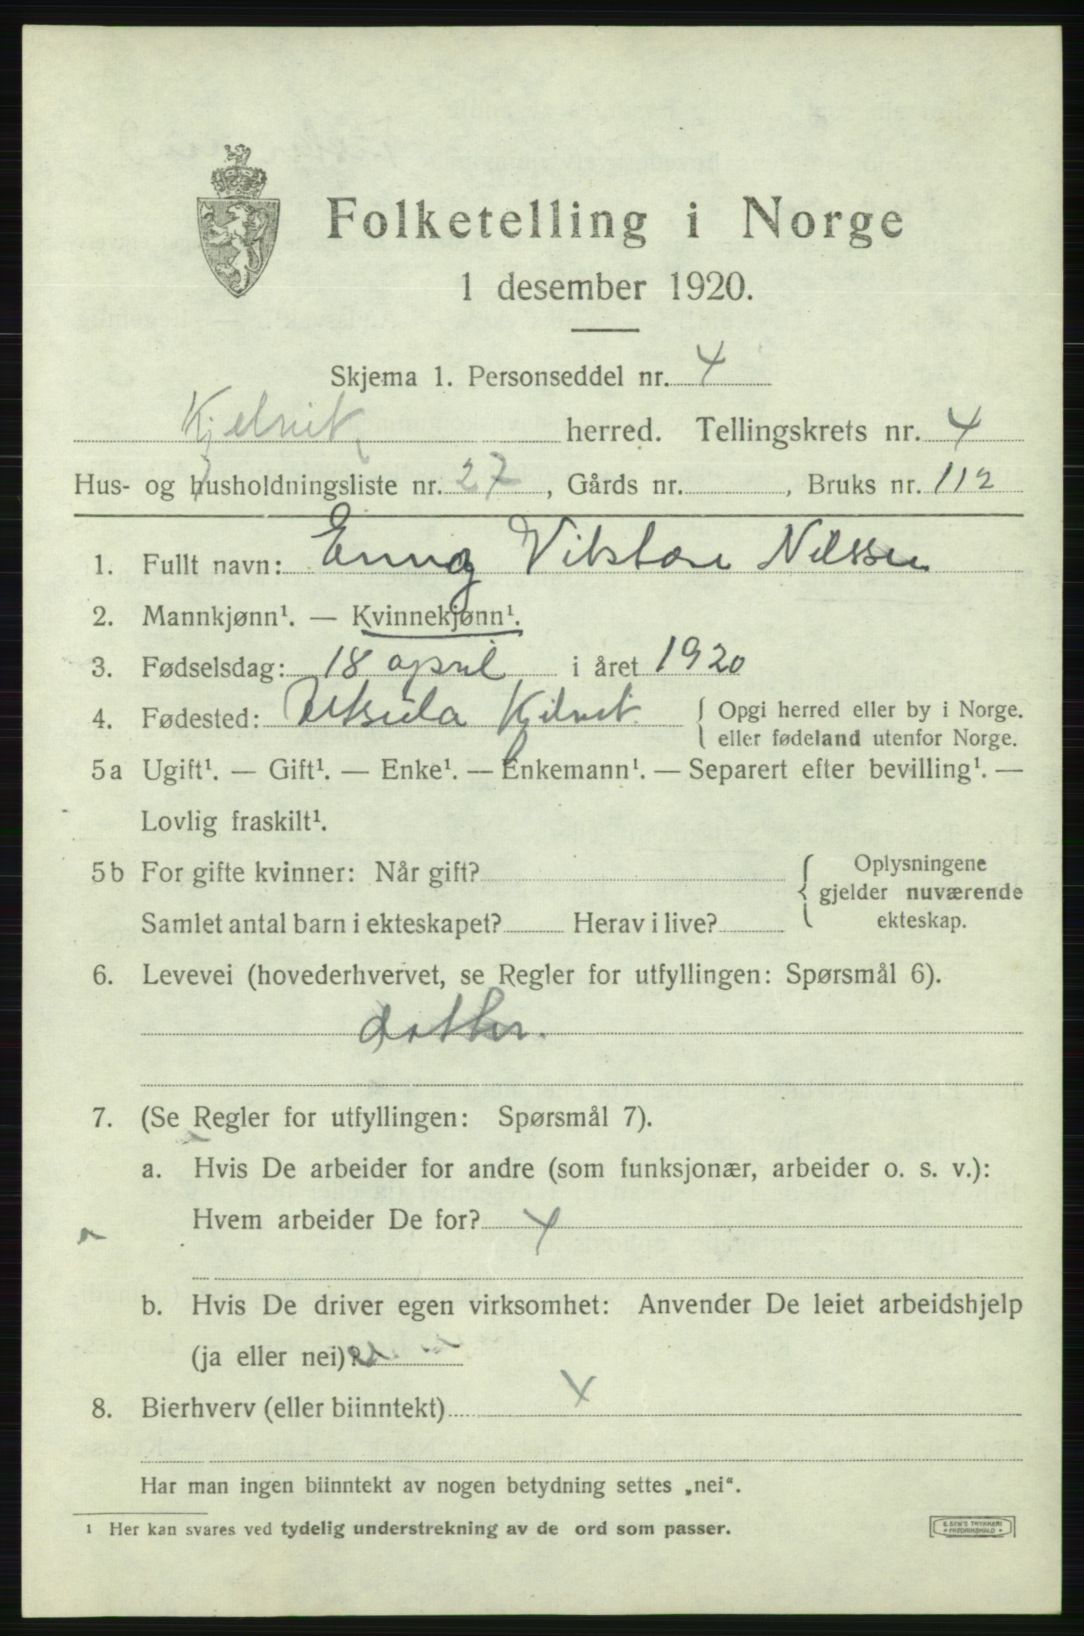 Folketelling i Norge
1 desember 1920.
Skjema 1. Personseddel nr. 4
Kjelvik herred. Tellingskrets nr. 4
Hus- og husholdningsliste nr. 27, Gårds nr. , Bruks nr. 112
1. Fullt navn: Nilssen
2. Mannkjønn¹. — Kvinnekjønn¹.
3. Fødselsdag: 18 april i året 1920
4. Fødested: Kjelvik { Opgi herred eller by i Norge.
eller fødeland utenfor Norge.
5a Ugift¹. — Gift¹. — Enke¹. — Enkemann¹. — Separert efter bevilling¹. —
Lovlig fraskilt¹.
5b For gifte kvinner: Når gift? { Oplysningene
gjelder nuværende
ekteskap.
Samlet antal barn i ekteskapet? Herav i live?
6. Levevei (hovederhvervet, se Regler for utfyllingen: Spørsmål 6).
datter.
7. (Se Regler for utfyllingen: Spørsmål 7).
a. Hvis De arbeider for andre (som funksjonær, arbeider o. s. v.):
Hvem arbeider De for? x
b. Hvis De driver egen virksomhet: Anvender De leiet arbeidshjelp
(ja eller nei)?
8. Bierhverv (eller biinntekt) x
Har man ingen biinntekt av nogen betydning settes „nei“.
¹ Her kan svares ved tydelig understrekning av de ord som passer.
E. SEM'S TRYKKERI
• FREDRIKSHALD •